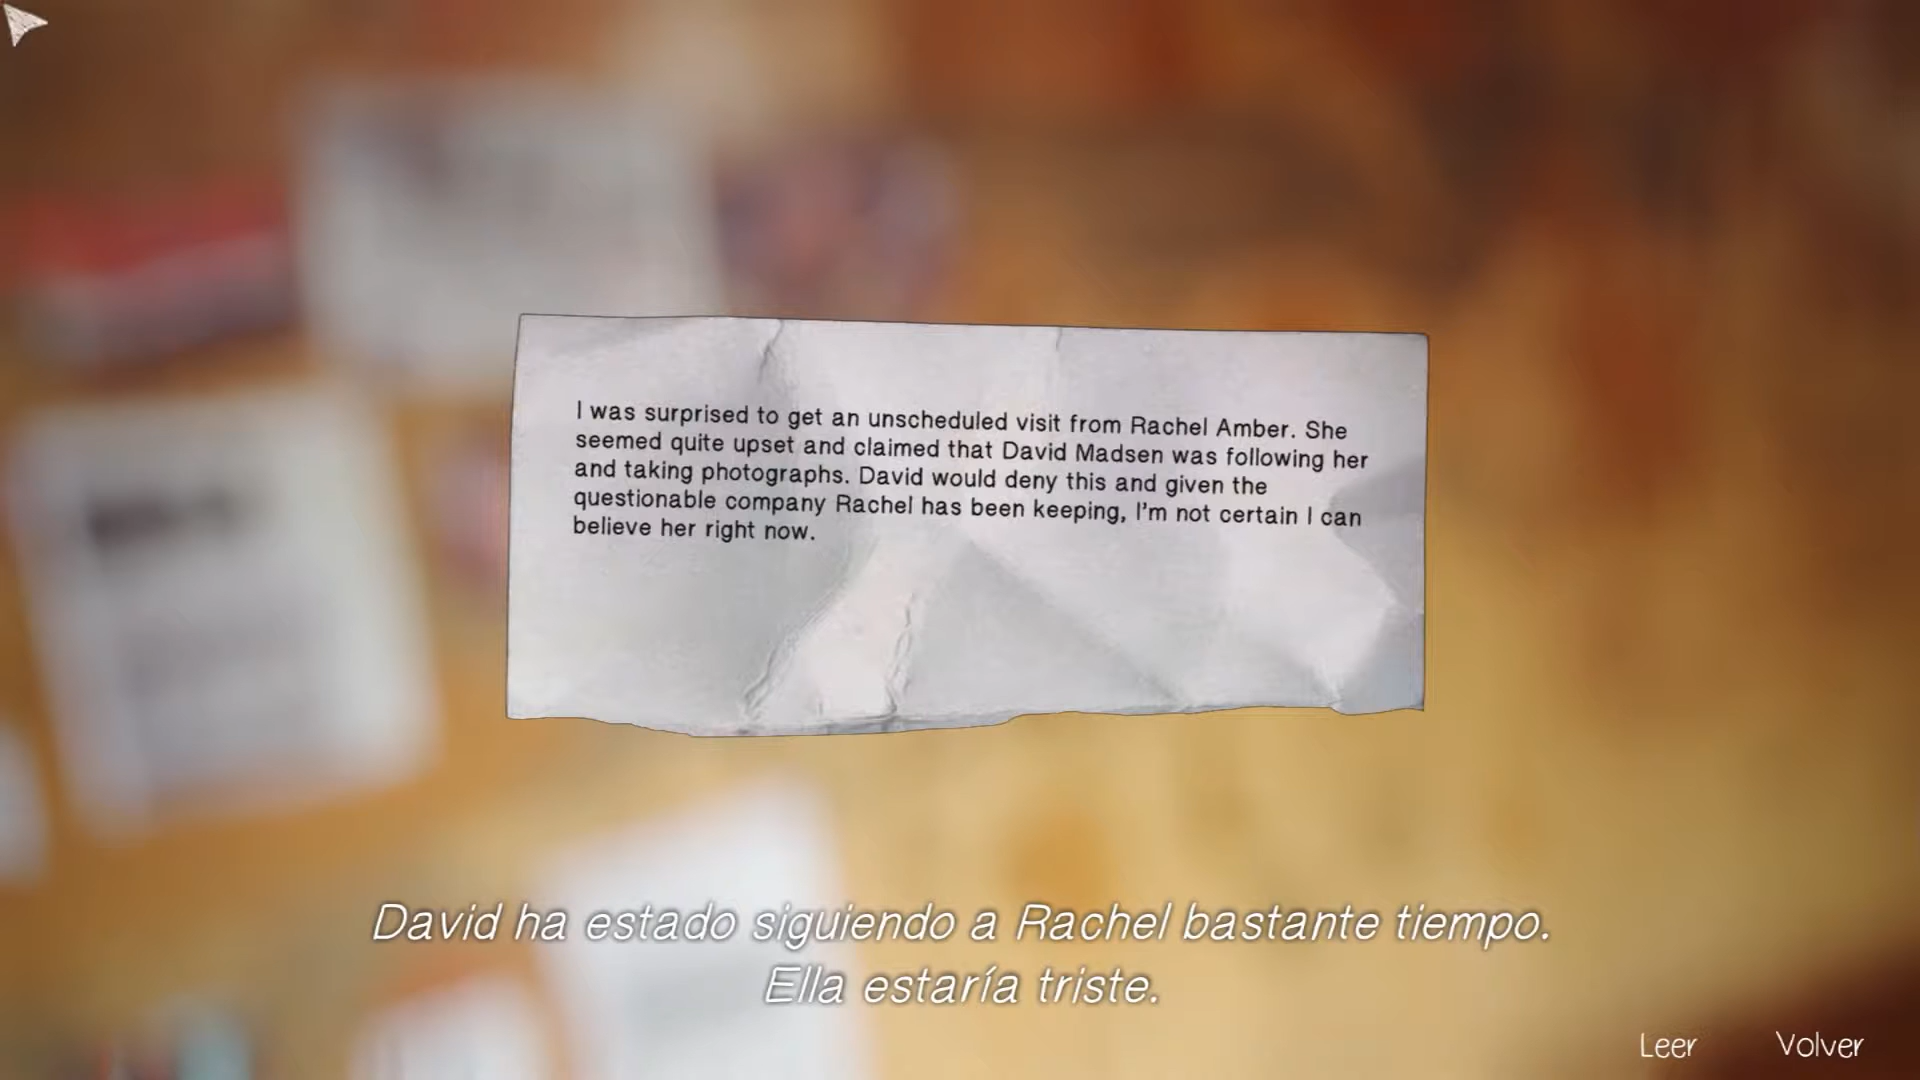 I was surprised to get an unscheduled visit from Rachel Amber. She
seemed quite upset and claimed that David Madsen was following her
and taking photographs. David would deny this and given the
questionable company Rachel has been keeping, I'm not certain I can
believe her right now.
David ha estado siguiendo a Rachel bastante tiempo.
Ella estaría triste.
Leer Volver